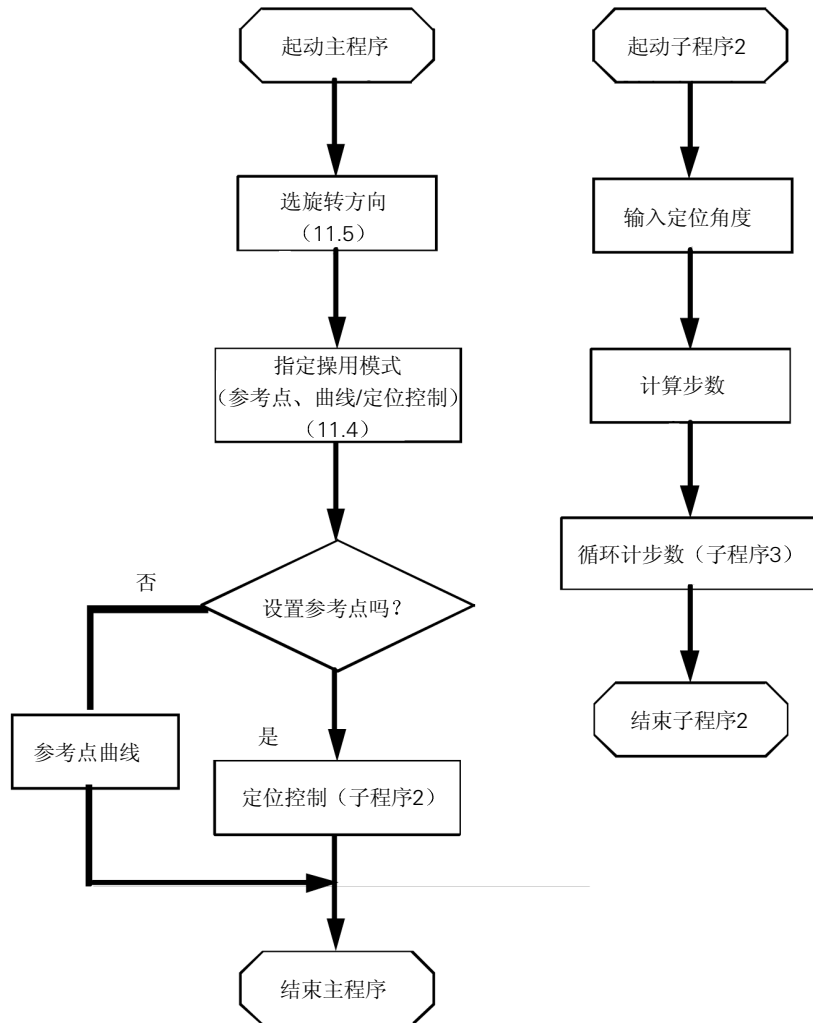 起动主程序
选旋转方向
（11.5）
指定操用模式
（参考点、曲线/定位控制）
（11.4）
设置参考点吗？
否
是
参考点曲线
定位控制（子程序2）
结束主程序
起动子程序2
输入定位角度
计算步数
循环计步数（子程序3）
结束子程序2